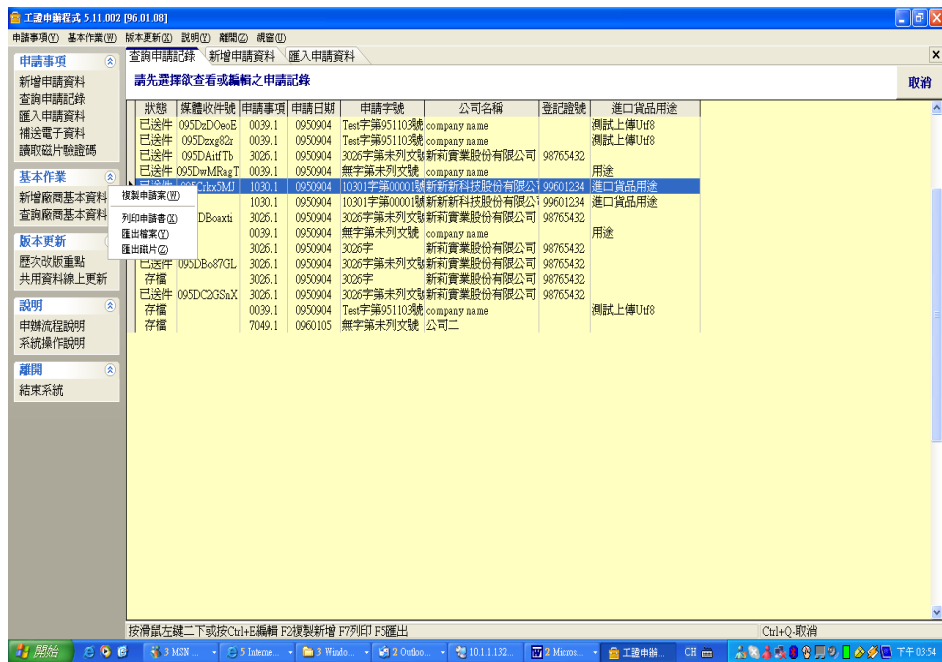 工證申辦程式 5.11.002 [96.01.08]
申請事項(Y) 基本作業(W) 版本更新(X) 說明(V) 離開(Z) 視窗(U)
申請事項
新增申請資料
查詢申請記錄
匯入申請資料
補送電子資料
讀取磁片驗證碼
基本作業
新增廠商基本資料
查詢廠商基本資料
版本更新
歷次改版重點
共用資料線上更新
說明
申辦流程說明
系統操作說明
離開
結束系統
查詢申請記錄 新增申請資料 匯入申請資料
請先選擇欲查看或編輯之申請記錄 取消
狀態 媒體收件號 申請事項 申請日期 申請字號 公司名稱 登記證號 進口貨品用途
已送件 095DzDOeoE 0039.1 0950904 Test字第951103號 company name 測試上傳Utf8
已送件 095Dzxg82r 0039.1 0950904 Test字第951103號 company name 測試上傳Utf8
已送件 095DAitfTb 3026.1 0950904 3026字第未列文號 新莉實業股份有限公司 98765432
已送件 095DwMRagT 0039.1 0950904 無字第未列文號 company name 用途
1030.1 0950904 10301字第00001號 新新新科技股份有限公 99601234 進口貨品用途
1030.1 0950904 10301字第00001號 新新新科技股份有限公 99601234 進口貨品用途
DBoaxti 3026.1 0950904 3026字第未列文號 新莉實業股份有限公司 98765432
0039.1 0950904 無字第未列文號 company name 用途
3026.1 0950904 3026字 新莉實業股份有限公司 98765432
已送件 095DBo87GL 3026.1 0950904 3026字第未列文號 新莉實業股份有限公司 98765432
存檔 3026.1 0950904 3026字 新莉實業股份有限公司 98765432
已送件 095DC2GSnX 3026.1 0950904 3026字第未列文號 新莉實業股份有限公司 98765432
存檔 0039.1 0950904 Test字第951103號 company name 測試上傳Utf8
存檔 7049.1 0960105 無字第未列文號 公司二
複製申請案(W)
列印申請書(X)
匯出檔案(Y)
匯出磁片(Z)
按滑鼠左鍵二下或按Ctrl+E編輯 F2複製新增 F7列印 F5匯出 Ctrl+Q-取消
開始 3 MSN ... 5 Interne... 3 Windo... 2 Outloo... 10.1.1.132... 2 Micros... 工證申辦... CH 下午 03:54